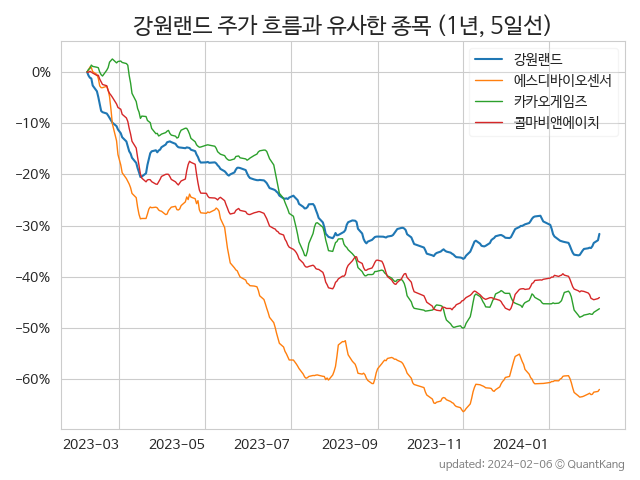 강원랜드 주가 흐름과 유사한 종목 (1년, 5일선)
강원랜드
에스디바이오센서
카카오게임즈
콜마비앤에이치
0%
−10%
−20%
−30%
−40%
−50%
−60%
2023-03 2023-05 2023-07 2023-09 2023-11 2024-01
updated: 2024-02-06 © QuantKang